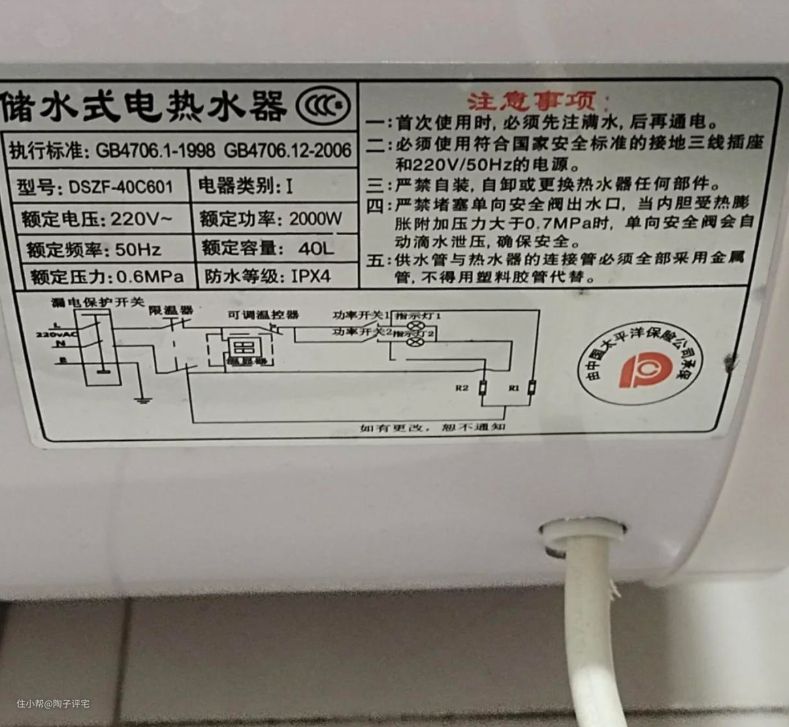 储水式电热水器
执行标准: GB4706.1-1998 GB4706.12-2006
型号: DSZF-40C601 电器类别: I
额定电压: 220V~ 额定功率: 2000W
额定频率: 50Hz 额定容量: 40L
额定压力: 0.6MPa 防水等级: IPX4
注意事项:
一: 首次使用时, 必须先注满水, 后再通电。
二: 必须使用符合国家安全标准的接地三线插座
和220V/50Hz的电源。
三: 严禁自装, 自卸或更换热水器任何部件。
四: 严禁堵塞单向安全阀出水口, 当内胆受热膨
胀附加压力大于0.7MPa时, 单向安全阀会自
动滴水泄压, 确保安全。
五: 供水管与热水器的连接管必须全部采用金属
管, 不得用塑料胶管代替。
漏电保护开关
限温器
可调温控器
功率开关1 指示灯1
功率开关2 指示灯2
L
220vAC
N
E
R2
R1
由中国太平洋保险公司承保
如有更改, 恕不通知
住小帮@陶子评宅